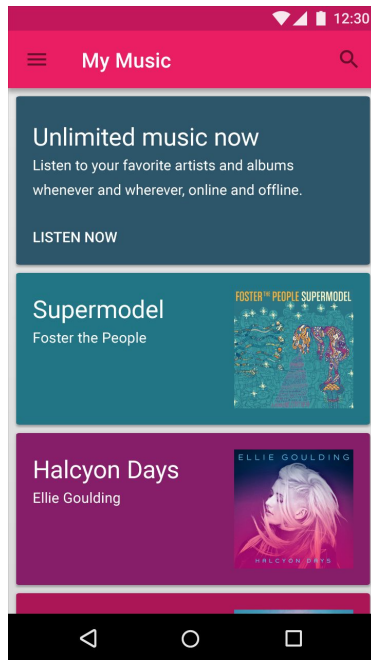 12:30
My Music
Unlimited music now
Listen to your favorite artists and albums
whenever and wherever, online and offline.
LISTEN NOW
Supermodel
Foster the People
FOSTER THE PEOPLE SUPERMODEL
Halcyon Days
Ellie Goulding
ELLIE GOULDING
HALCYON DAYS